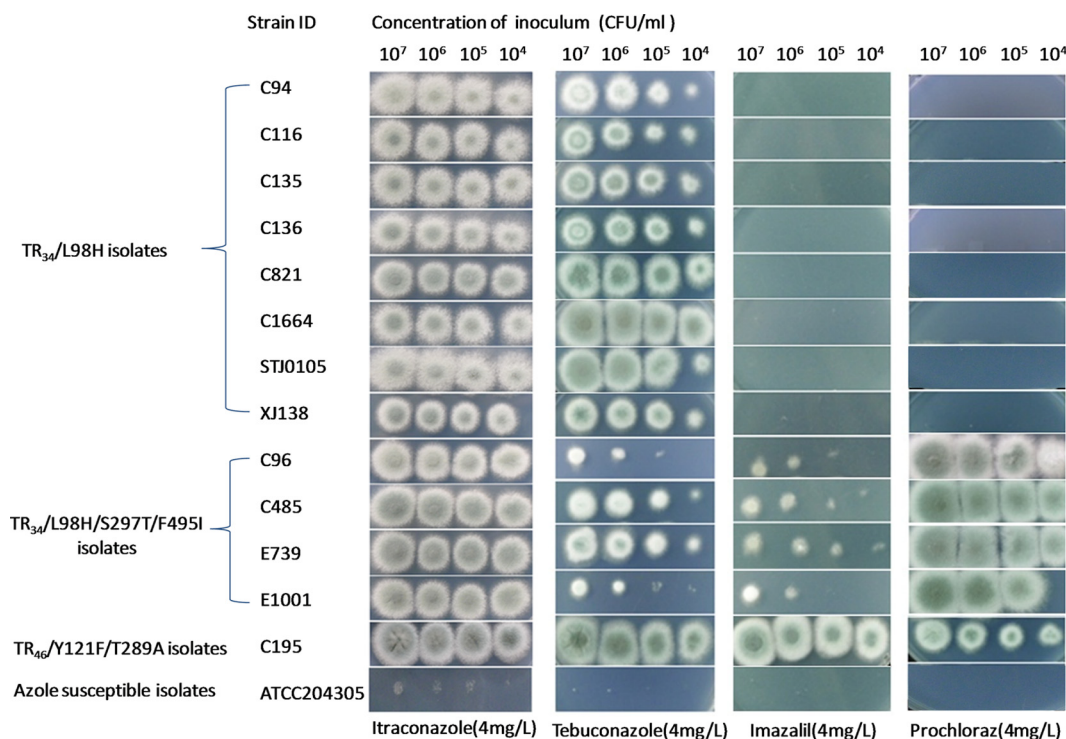 Strain ID Concentration of inoculum (CFU/ml )
10⁷ 10⁶ 10⁵ 10⁴ 10⁷ 10⁶ 10⁵ 10⁴ 10⁷ 10⁶ 10⁵ 10⁴ 10⁷ 10⁶ 10⁵ 10⁴
C94
C116
C135
C136
TR₃₄/L98H isolates
C821
C1664
STJ0105
XJ138
C96
C485
TR₃₄/L98H/S297T/F495I
isolates
E739
E1001
TR₄₆/Y121F/T289A isolates C195
Azole susceptible isolates ATCC204305
Itraconazole(4mg/L) Tebuconazole(4mg/L) Imazalil(4mg/L) Prochloraz(4mg/L)